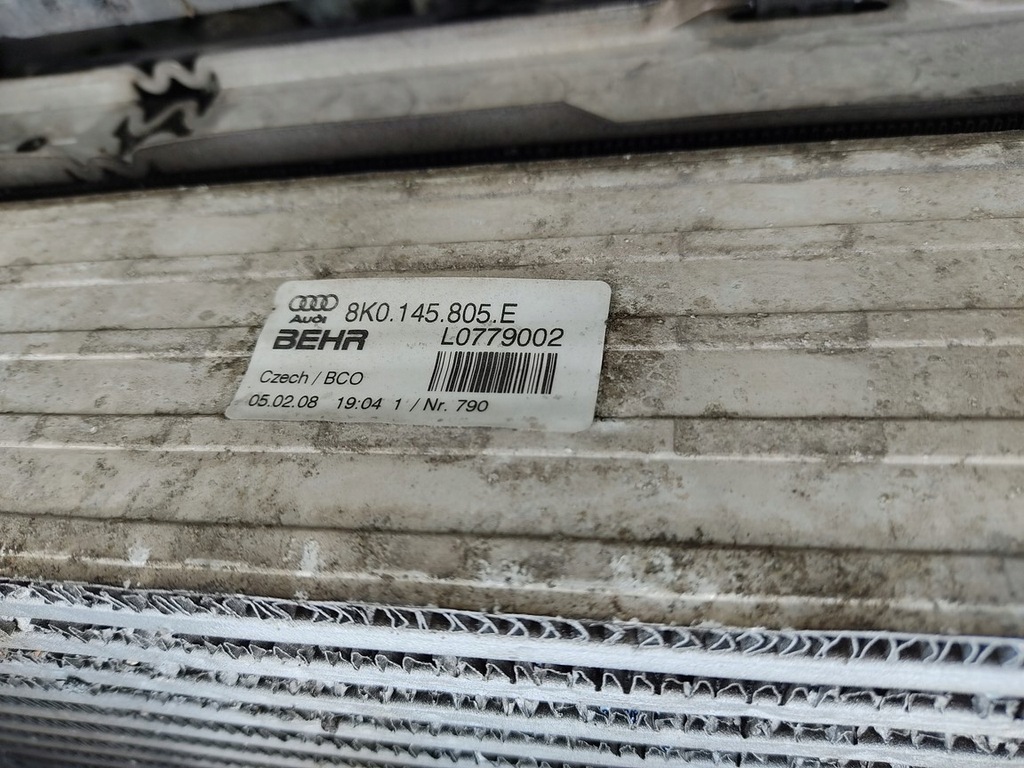 Audi 8K0.145.805.E
BEHR L0779002
Czech / BCO
05.02.08 19:04 1 / Nr. 790